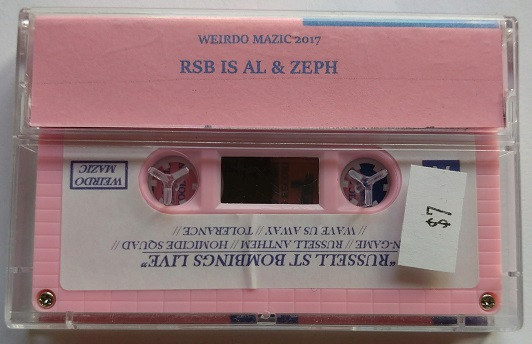 WEIRDO MAZIC 2017
RSB IS AL & ZEPH
WEIRDO
MAZIC
$7
"RUSSELL ST BOMBINGS LIVE"
N-GAME // RUSSELL ANTHEM // HOMICIDE SQUAD
// WAVE US AWAY // TOLERANCE //